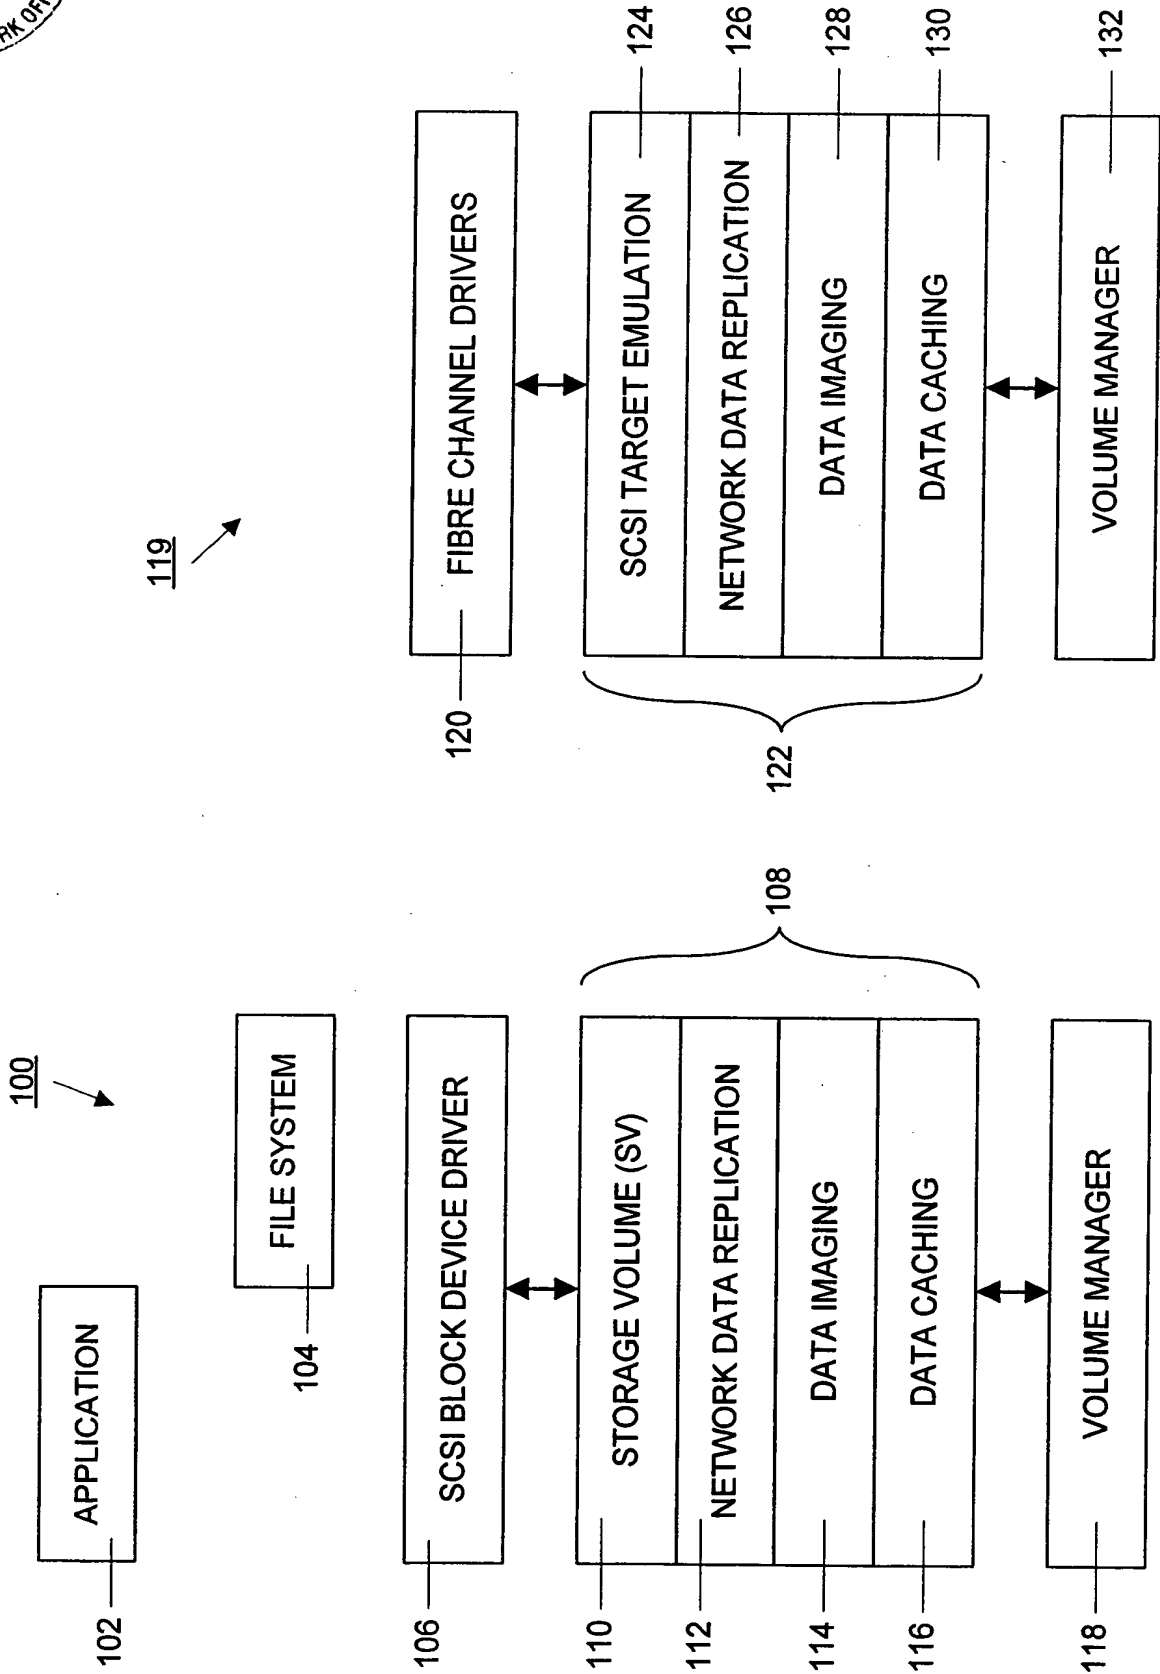 RK OF
100
APPLICATION
102
FILE SYSTEM
104
SCSI BLOCK DEVICE DRIVER
106
STORAGE VOLUME (SV)
110
NETWORK DATA REPLICATION
112
DATA IMAGING
114
DATA CACHING
116
108
VOLUME MANAGER
118
119
FIBRE CHANNEL DRIVERS
120
SCSI TARGET EMULATION
124
NETWORK DATA REPLICATION
126
DATA IMAGING
128
DATA CACHING
130
122
VOLUME MANAGER
132